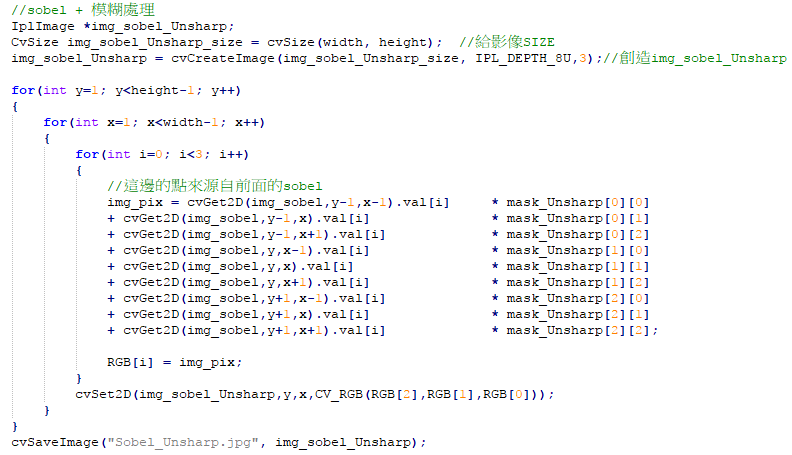 //sobel + 模糊處理
IplImage *img_sobel_Unsharp;
CvSize img_sobel_Unsharp_size = cvSize(width, height);  //給影像SIZE
img_sobel_Unsharp = cvCreateImage(img_sobel_Unsharp_size, IPL_DEPTH_8U,3);//創造img_sobel_Unsharp
for(int y=1; y<height-1; y++)
{
    for(int x=1; x<width-1; x++)
    {
        for(int i=0; i<3; i++)
        {
            //這邊的點來源自前面的sobel
            img_pix = cvGet2D(img_sobel,y-1,x-1).val[i]     * mask_Unsharp[0][0]
            + cvGet2D(img_sobel,y-1,x).val[i]               * mask_Unsharp[0][1]
            + cvGet2D(img_sobel,y-1,x+1).val[i]             * mask_Unsharp[0][2]
            + cvGet2D(img_sobel,y,x-1).val[i]               * mask_Unsharp[1][0]
            + cvGet2D(img_sobel,y,x).val[i]                 * mask_Unsharp[1][1]
            + cvGet2D(img_sobel,y,x+1).val[i]               * mask_Unsharp[1][2]
            + cvGet2D(img_sobel,y+1,x-1).val[i]             * mask_Unsharp[2][0]
            + cvGet2D(img_sobel,y+1,x).val[i]               * mask_Unsharp[2][1]
            + cvGet2D(img_sobel,y+1,x+1).val[i]             * mask_Unsharp[2][2];
            RGB[i] = img_pix;
        }
        cvSet2D(img_sobel_Unsharp,y,x,CV_RGB(RGB[2],RGB[1],RGB[0]));
    }
}
cvSaveImage("Sobel_Unsharp.jpg", img_sobel_Unsharp);